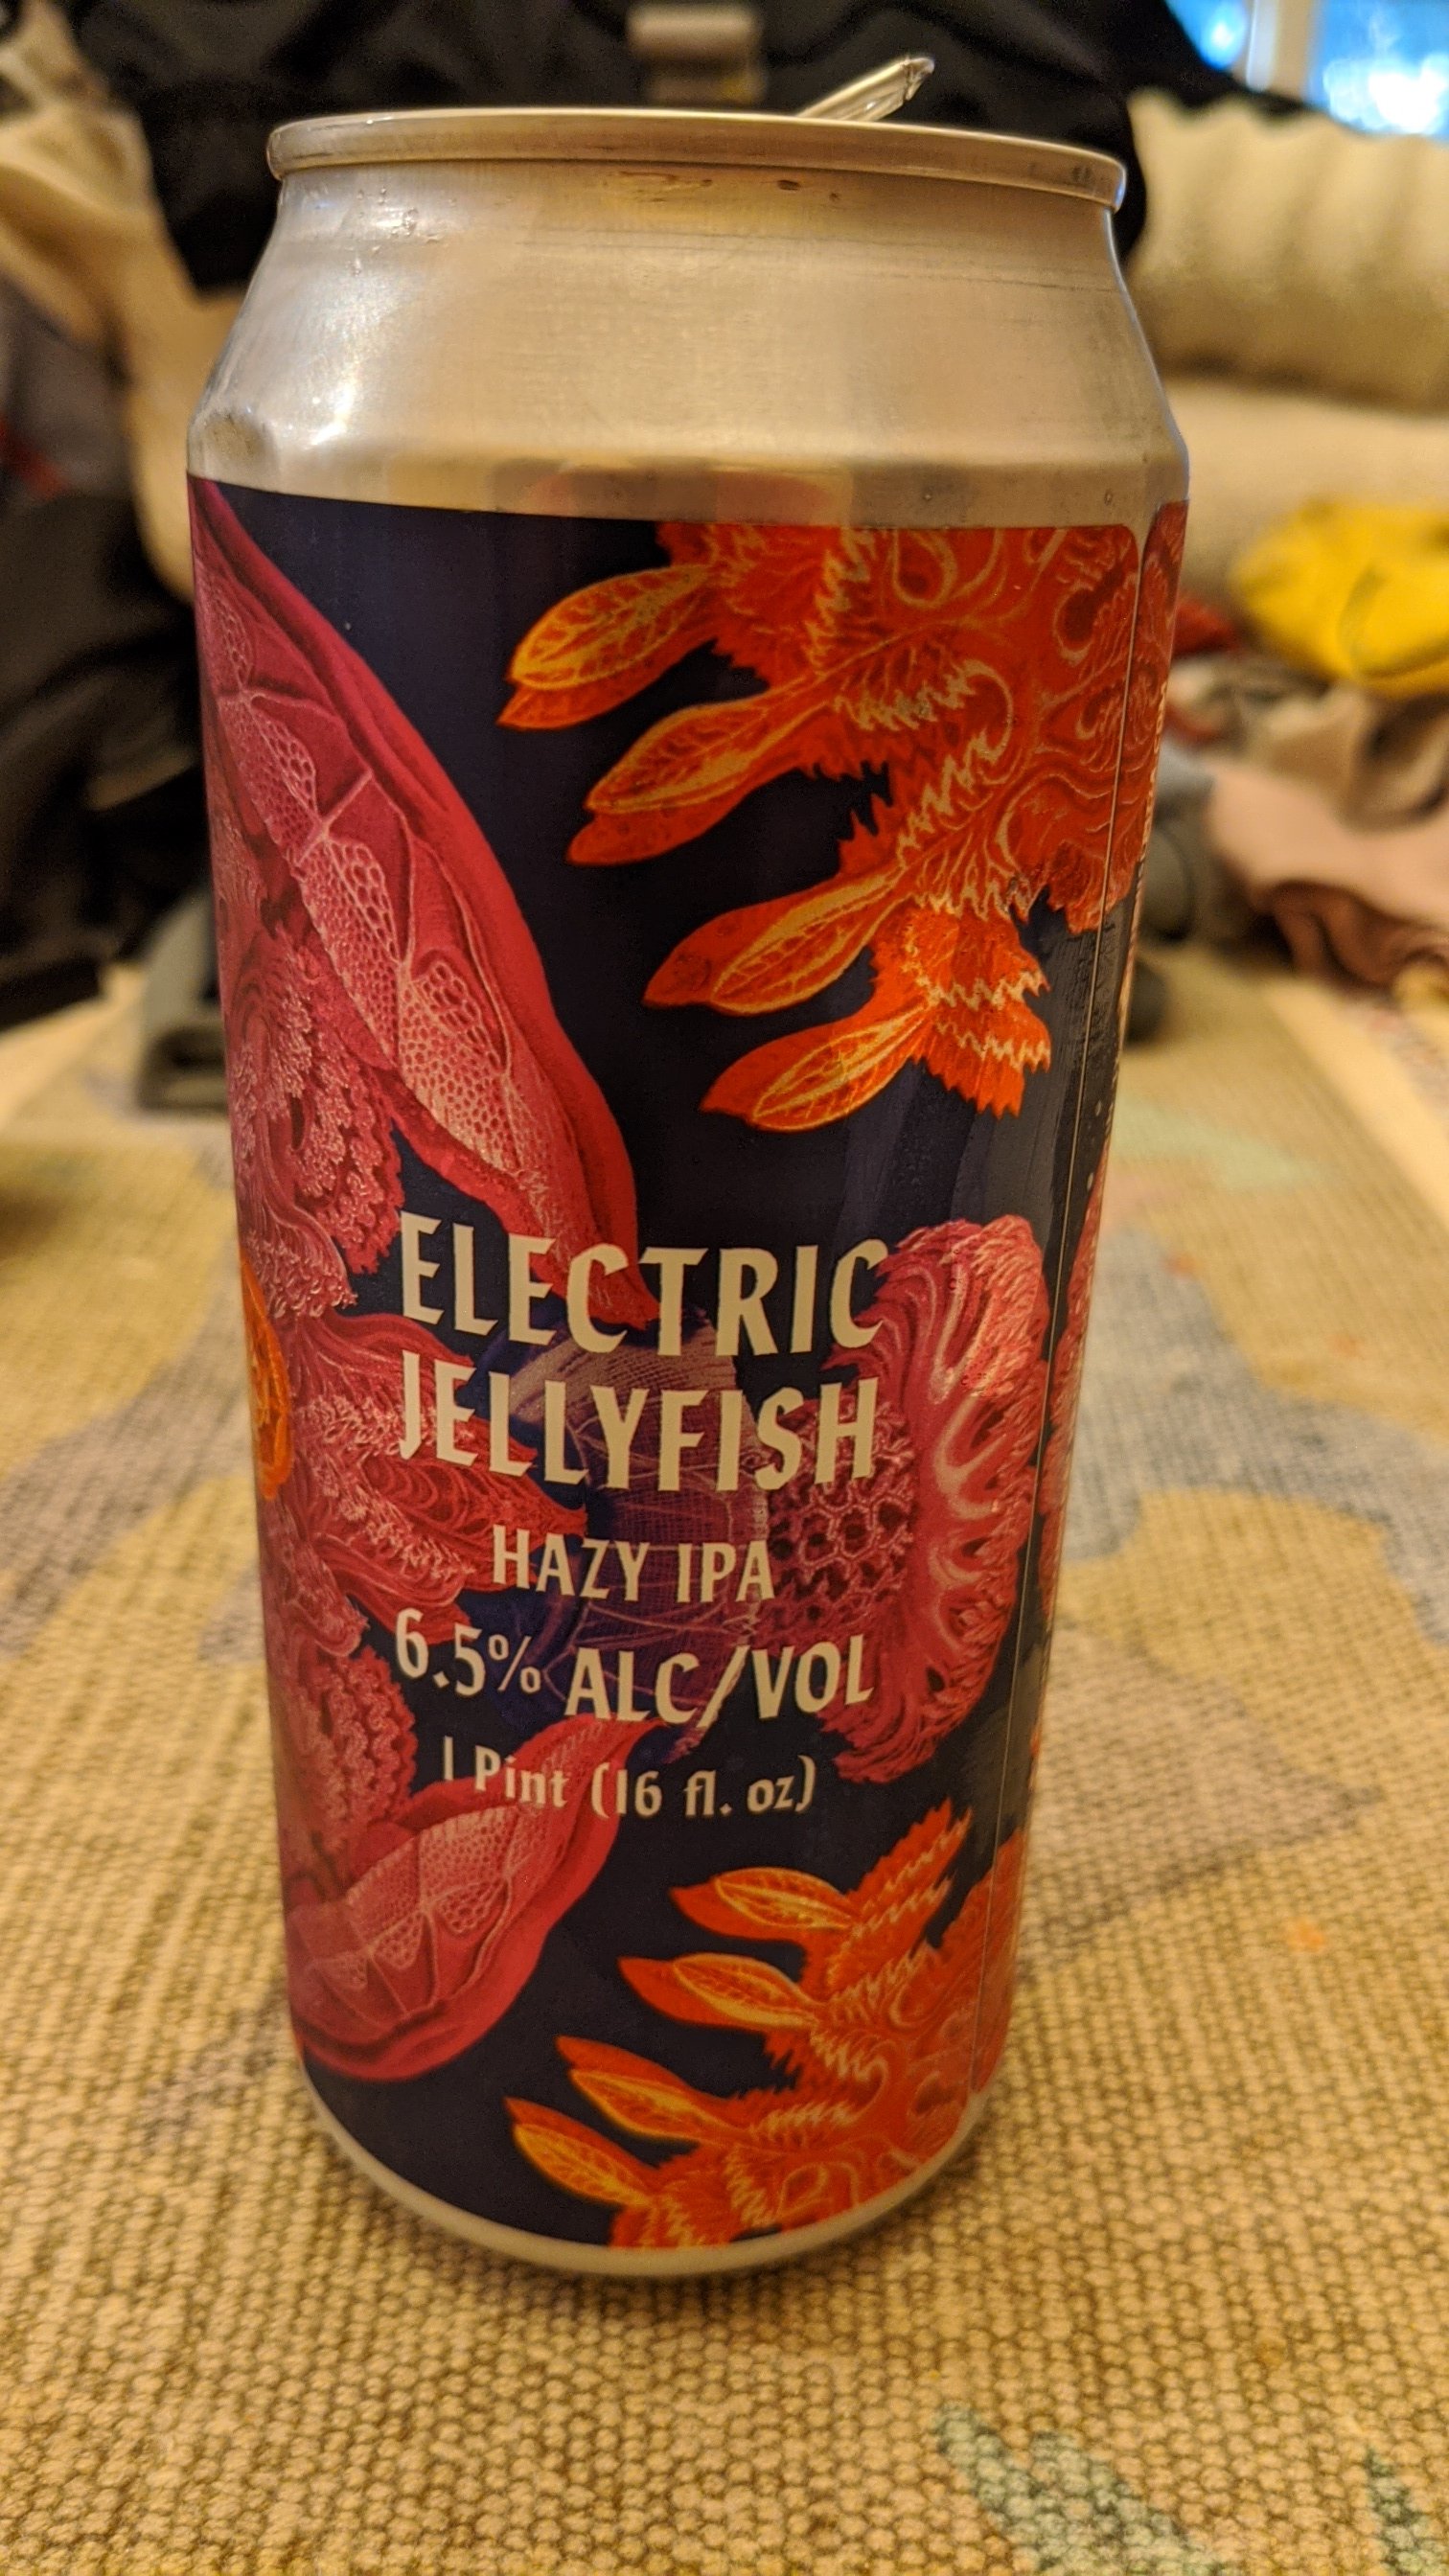 ELECTRIC
JELLYFISH
HAZY IPA
6.5% ALC/VOL
1 Pint (16 fl. oz)